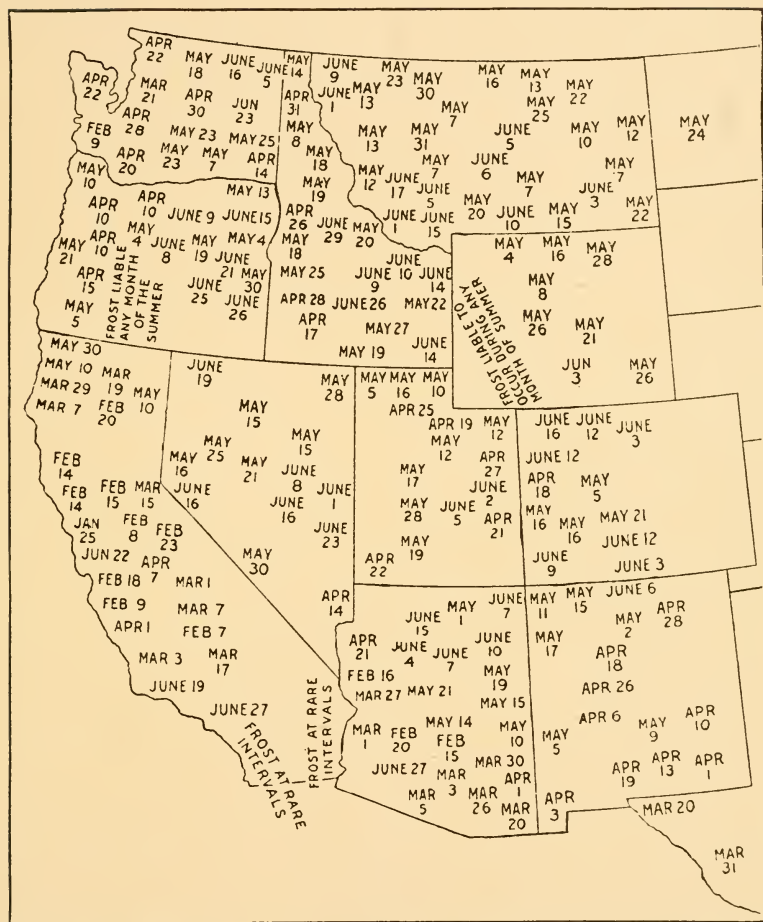 APR
22
MAY
18
JUNE
16
JUNE
5
MAY
14
APR
22
MAR
21
APR
30
JUN
23
APR
31
APR
28
FEB
9
MAY 23
MAY 25
MAY
8
APR
20
MAY
23
MAY
7
APR
14
MAY
18
MAY
19
JUNE
9
MAY
23
MAY
30
MAY
16
MAY
13
MAY
22
JUNE
1
MAY
13
MAY
7
MAY
25
MAY
13
MAY
31
JUNE
5
MAY
10
MAY
12
MAY
24
MAY
12
JUNE
17
MAY
7
JUNE
5
JUNE
6
MAY
7
MAY
7
JUNE
3
JUNE
1
JUNE
15
MAY
20
JUNE
10
MAY
15
MAY
22
MAY
10
MAY 13
APR
10
APR
10
JUNE 9
JUNE 15
MAY
21
APR
10
MAY
4
JUNE
8
MAY
19
MAY 4
APR
15
JUNE
21
MAY
30
MAY
5
JUNE
25
JUNE
26
FROST LIABLE
ANY MONTH
OF THE
SUMMER
APR
26
JUNE
29
MAY
20
MAY
18
MAY 25
JUNE
9
JUNE
10
JUNE
14
APR 28
JUNE 26
MAY 22
APR
17
MAY 27
MAY 19
JUNE
14
MAY
4
MAY
16
MAY
28
MAY
8
MAY
26
MAY
21
JUN
3
MAY
26
FROST LIABLE TO
OCCUR DURING ANY
MONTH OF SUMMER
MAY 30
MAY 10
MAR
19
MAR 29
MAY
10
MAR 7
FEB
20
FEB
14
FEB
14
FEB
15
MAR
15
JAN
25
FEB
8
FEB
23
JUN 22
APR
7
FEB 18
MAR 1
FEB 9
MAR 7
APR 1
FEB 7
MAR 3
MAR
17
JUNE 19
JUNE 27
FROST AT RARE
INTERVALS
FROST AT RARE
INTERVALS
JUNE
19
MAY
28
MAY
15
MAY
25
MAY
15
MAY
16
MAY
21
JUNE
8
JUNE
16
JUNE
16
JUNE
1
JUNE
23
MAY
30
APR
14
MAY
5
MAY
16
MAY
10
APR 25
APR 19
MAY
12
MAY
12
APR
27
MAY
17
JUNE
2
MAY
28
JUNE
5
APR
21
MAY
19
APR
22
JUNE
16
JUNE
12
JUNE
3
JUNE 12
APR
18
MAY
5
MAY
16
MAY
16
MAY 21
JUNE 12
JUNE
9
JUNE 3
JUNE
15
MAY
1
JUNE
7
APR
21
JUNE
4
JUNE
7
JUNE
10
FEB 16
MAY
19
MAR 27
MAY 21
MAY 15
MAR
1
FEB
20
MAY 14
FEB
15
MAY
10
JUNE 27
MAR
3
MAR 30
MAR
5
MAR
26
APR
1
MAR
20
MAY
11
MAY
15
JUNE 6
MAY
2
APR
28
MAY
17
APR
18
APR 26
APR 6
MAY
9
APR
10
MAY
5
APR
19
APR
13
APR
1
APR
3
MAR 20
MAR
31